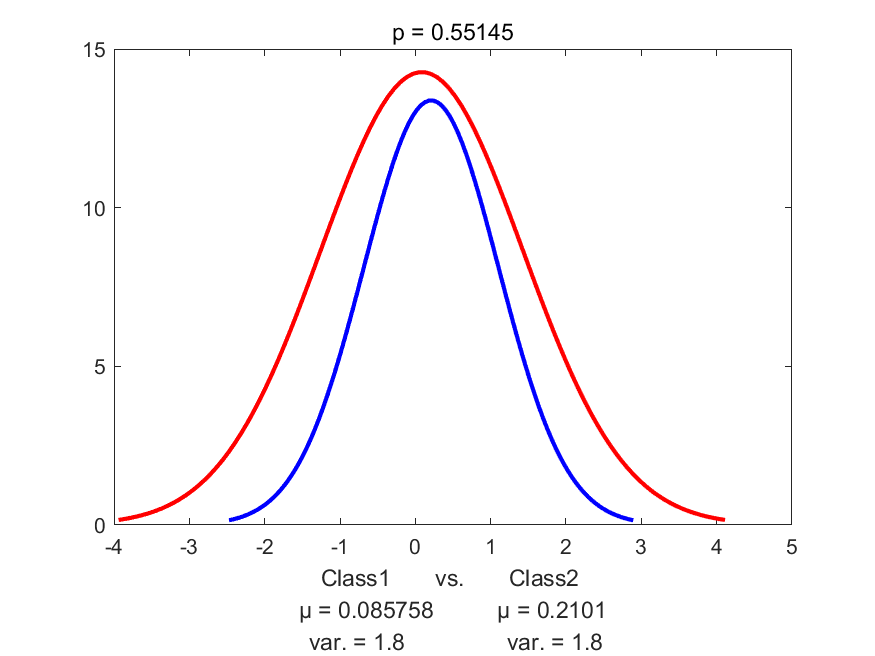 p = 0.55145
15
10
5
0
-4 -3 -2 -1 0 1 2 3 4 5
Class1 vs. Class2
μ = 0.085758 μ = 0.2101
var. = 1.8 var. = 1.8